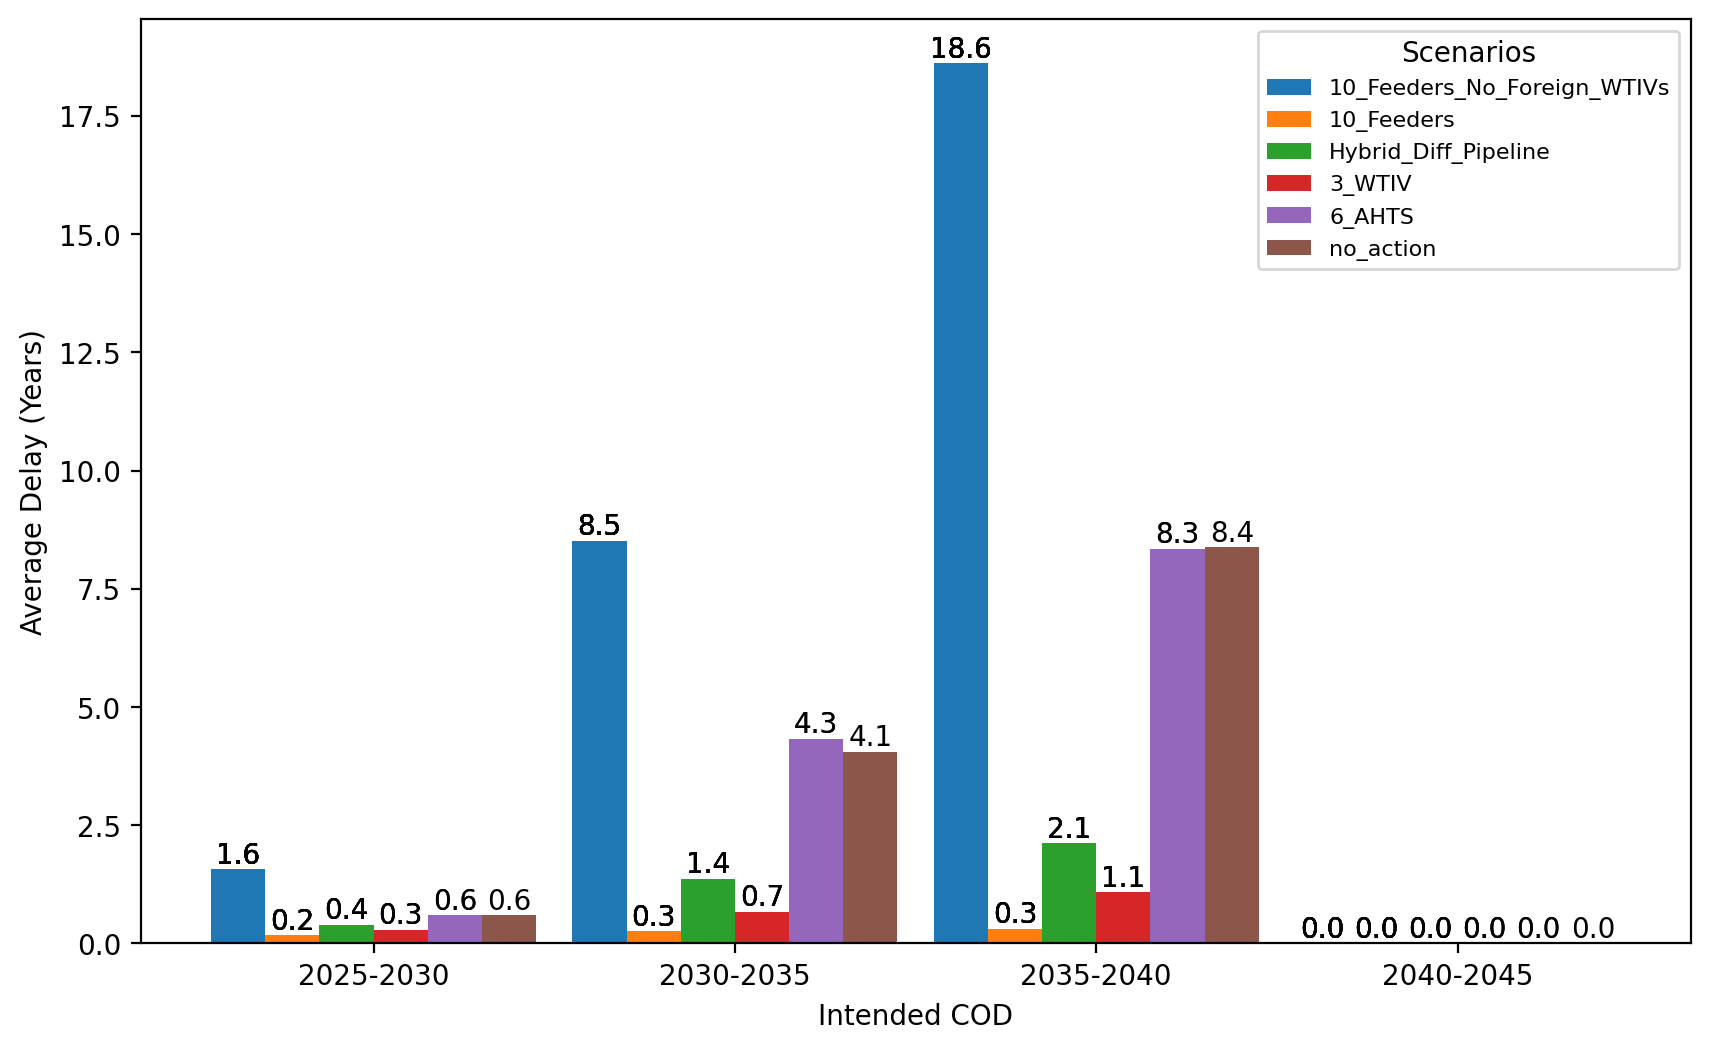 Scenarios
10_Feeders_No_Foreign_WTIVs
10_Feeders
Hybrid_Diff_Pipeline
3_WTIV
6_AHTS
no_action
Average Delay (Years)
17.5
15.0
12.5
10.0
7.5
5.0
2.5
0.0
1.6
0.2
0.4
0.3
0.6
0.6
8.5
0.3
1.4
0.7
4.3
4.1
18.6
0.3
2.1
1.1
8.3
8.4
0.0 0.0 0.0 0.0 0.0 0.0
2025-2030 2030-2035 2035-2040 2040-2045
Intended COD